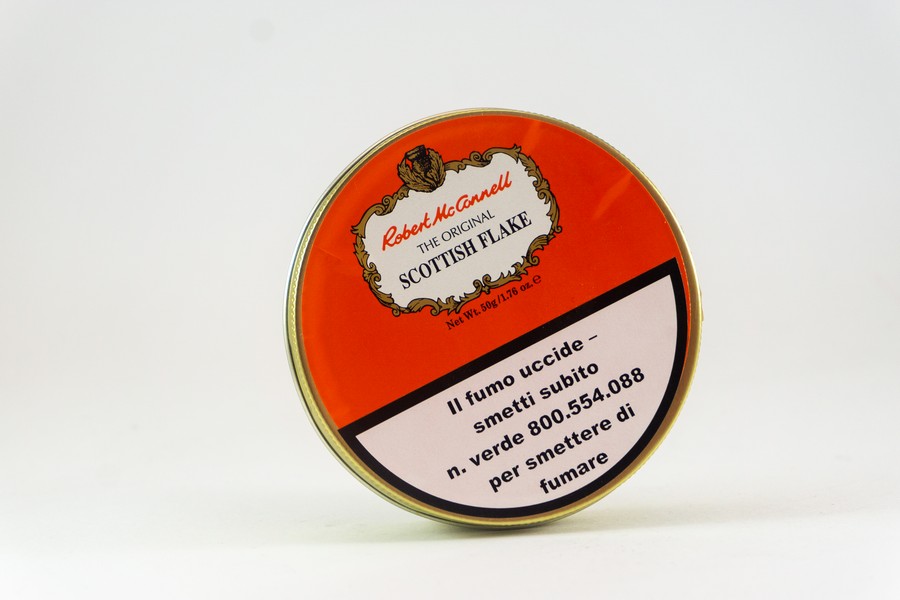 Robert McConnell
THE ORIGINAL
SCOTTISH FLAKE
Net Wt. 50g/1.76 oz. ℮
Il fumo uccide –
smetti subito
n. verde 800.554.088
per smettere di
fumare